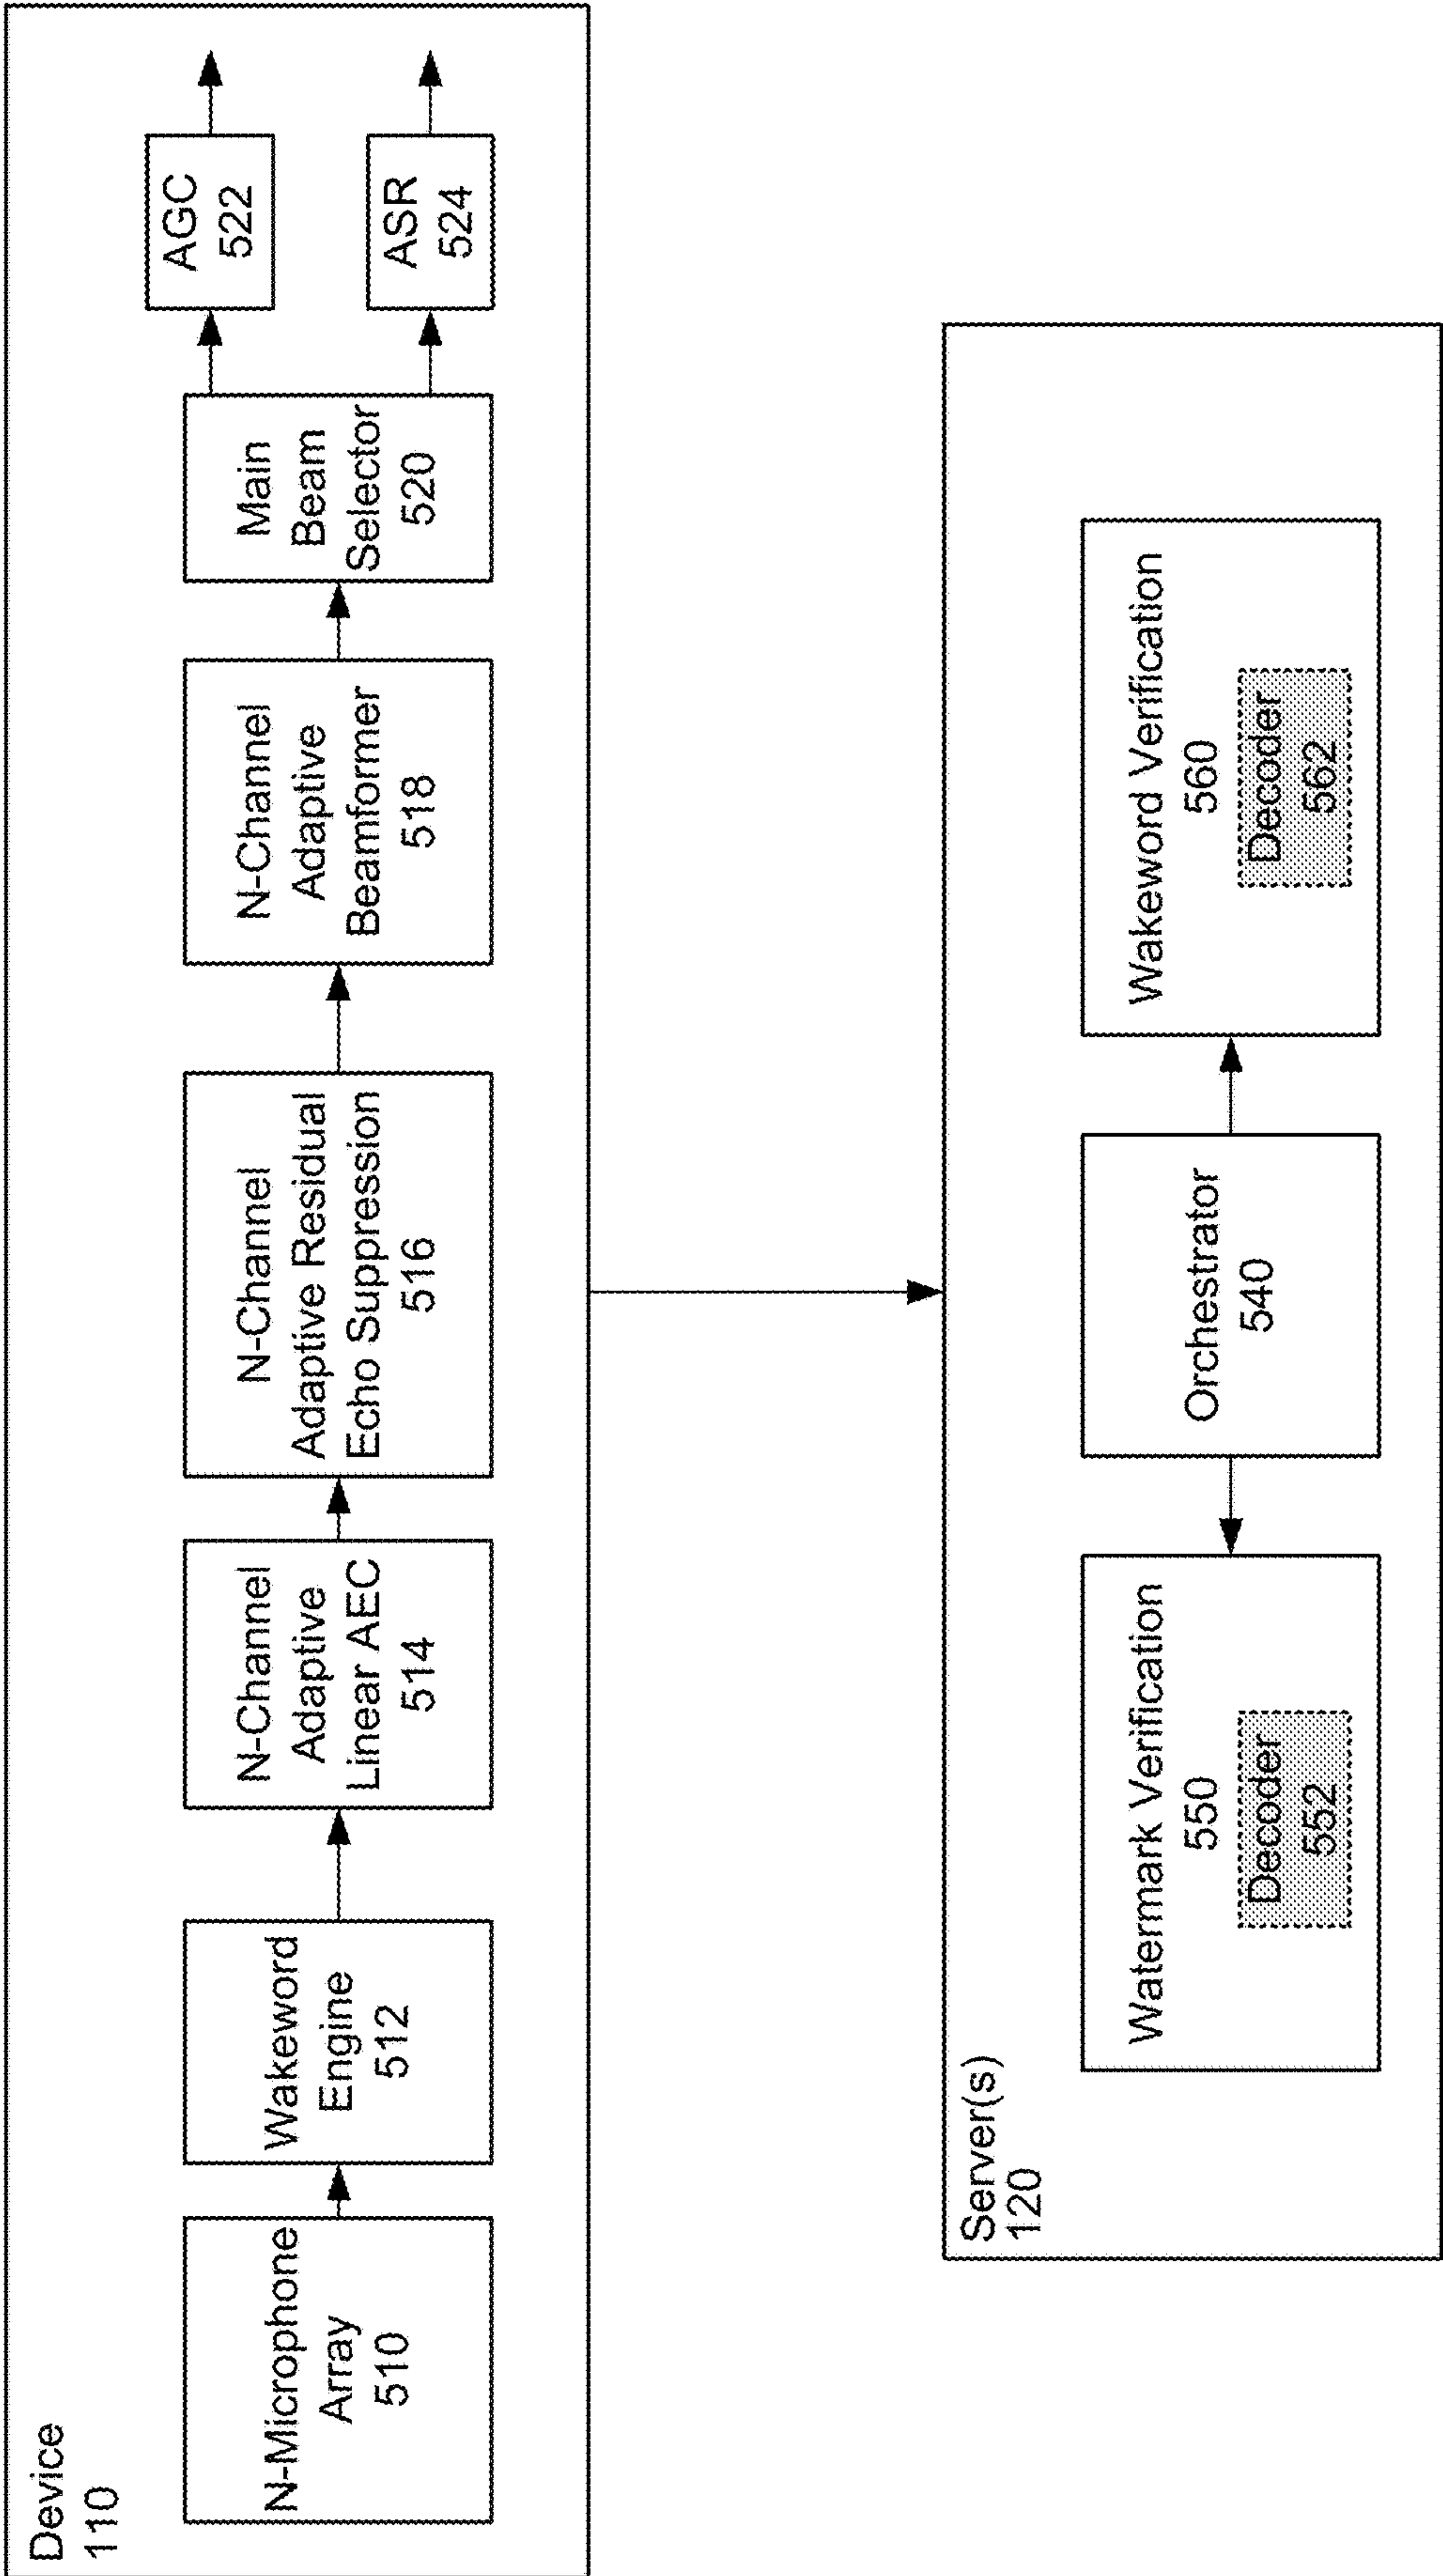 Device
110
N-Microphone
Array
510
Wakeword
Engine
512
N-Channel
Adaptive
Linear AEC
514
N-Channel
Adaptive Residual
Echo Suppression
516
N-Channel
Adaptive
Beamformer
518
Main
Beam
Selector
520
AGC
522
ASR
524
Server(s)
120
Watermark Verification
550
Decoder
552
Orchestrator
540
Wakeword Verification
560
Decoder
562